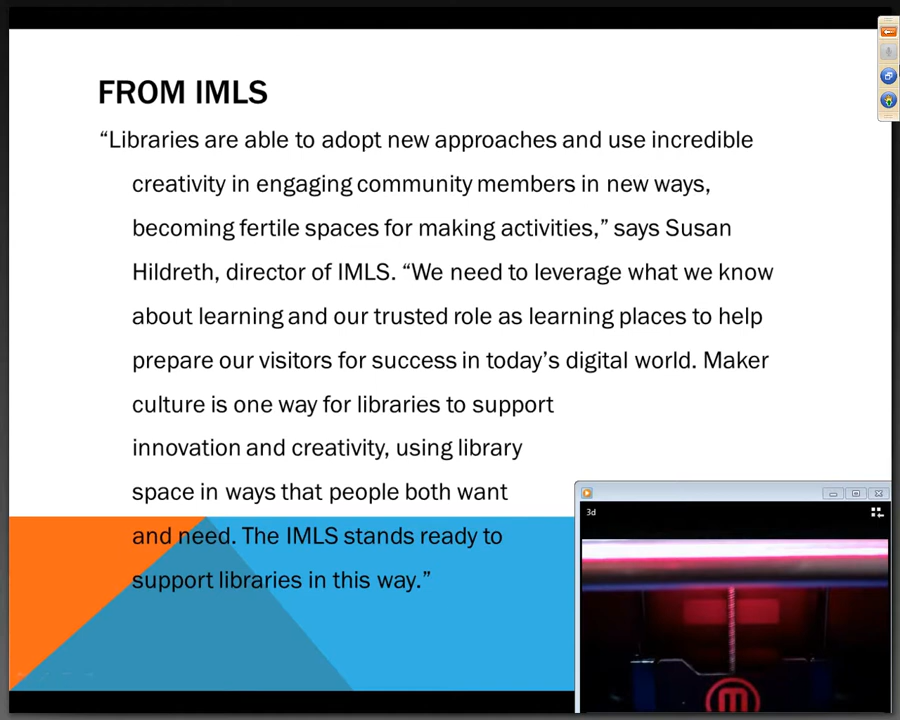 FROM IMLS
“Libraries are able to adopt new approaches and use incredible
creativity in engaging community members in new ways,
becoming fertile spaces for making activities,” says Susan
Hildreth, director of IMLS. “We need to leverage what we know
about learning and our trusted role as learning places to help
prepare our visitors for success in today’s digital world. Maker
culture is one way for libraries to support
innovation and creativity, using library
space in ways that people both want
and need. The IMLS stands ready to
support libraries in this way.”
3d
M